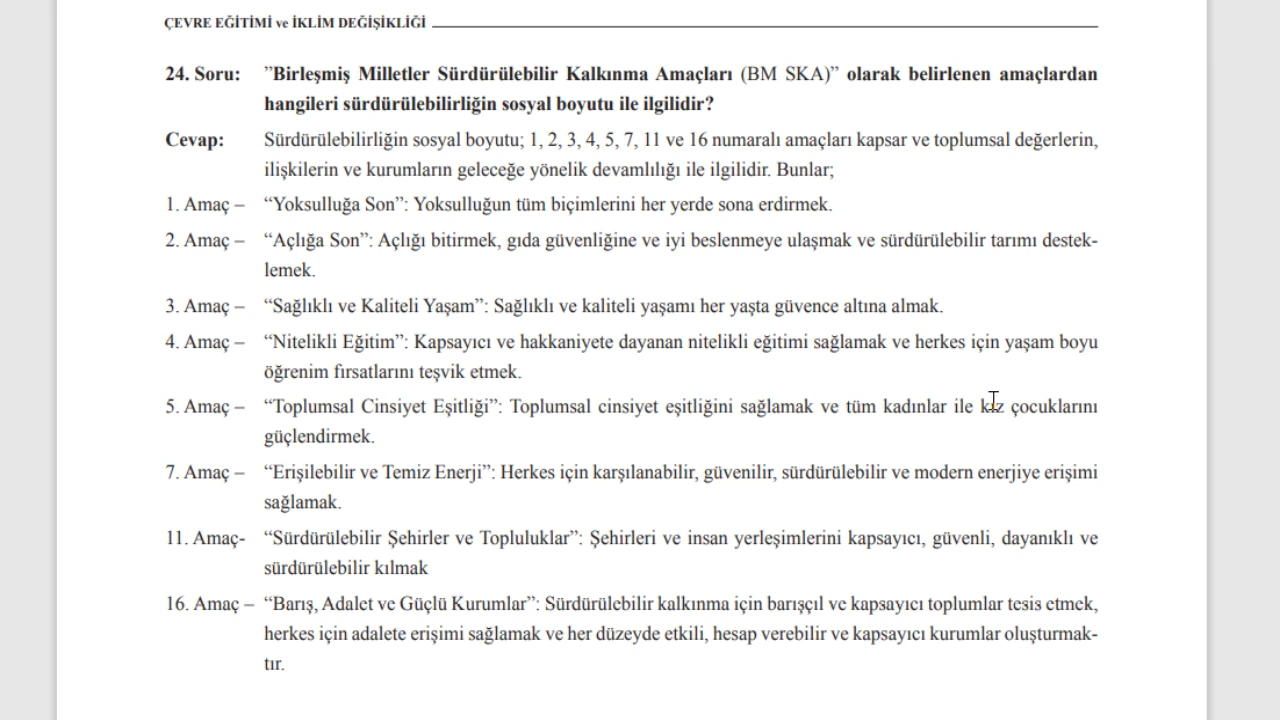 ÇEVRE EĞİTİMİ ve İKLİM DEĞİŞİKLİĞİ
24. Soru: ”Birleşmiş Milletler Sürdürülebilir Kalkınma Amaçları (BM SKA)” olarak belirlenen amaçlardan
hangileri sürdürülebilirliğin sosyal boyutu ile ilgilidir?
Cevap: Sürdürülebilirliğin sosyal boyutu; 1, 2, 3, 4, 5, 7, 11 ve 16 numaralı amaçları kapsar ve toplumsal değerlerin,
ilişkilerin ve kurumların geleceğe yönelik devamlılığı ile ilgilidir. Bunlar;
1. Amaç – “Yoksulluğa Son”: Yoksulluğun tüm biçimlerini her yerde sona erdirmek.
2. Amaç – “Açlığa Son”: Açlığı bitirmek, gıda güvenliğine ve iyi beslenmeye ulaşmak ve sürdürülebilir tarımı destek-
lemek.
3. Amaç – “Sağlıklı ve Kaliteli Yaşam”: Sağlıklı ve kaliteli yaşamı her yaşta güvence altına almak.
4. Amaç – “Nitelikli Eğitim”: Kapsayıcı ve hakkaniyete dayanan nitelikli eğitimi sağlamak ve herkes için yaşam boyu
öğrenim fırsatlarını teşvik etmek.
5. Amaç – “Toplumsal Cinsiyet Eşitliği”: Toplumsal cinsiyet eşitliğini sağlamak ve tüm kadınlar ile kız çocuklarını
güçlendirmek.
7. Amaç – “Erişilebilir ve Temiz Enerji”: Herkes için karşılanabilir, güvenilir, sürdürülebilir ve modern enerjiye erişimi
sağlamak.
11. Amaç- “Sürdürülebilir Şehirler ve Topluluklar”: Şehirleri ve insan yerleşimlerini kapsayıcı, güvenli, dayanıklı ve
sürdürülebilir kılmak
16. Amaç – “Barış, Adalet ve Güçlü Kurumlar”: Sürdürülebilir kalkınma için barışçıl ve kapsayıcı toplumlar tesis etmek,
herkes için adalete erişimi sağlamak ve her düzeyde etkili, hesap verebilir ve kapsayıcı kurumlar oluşturmak-
tır.